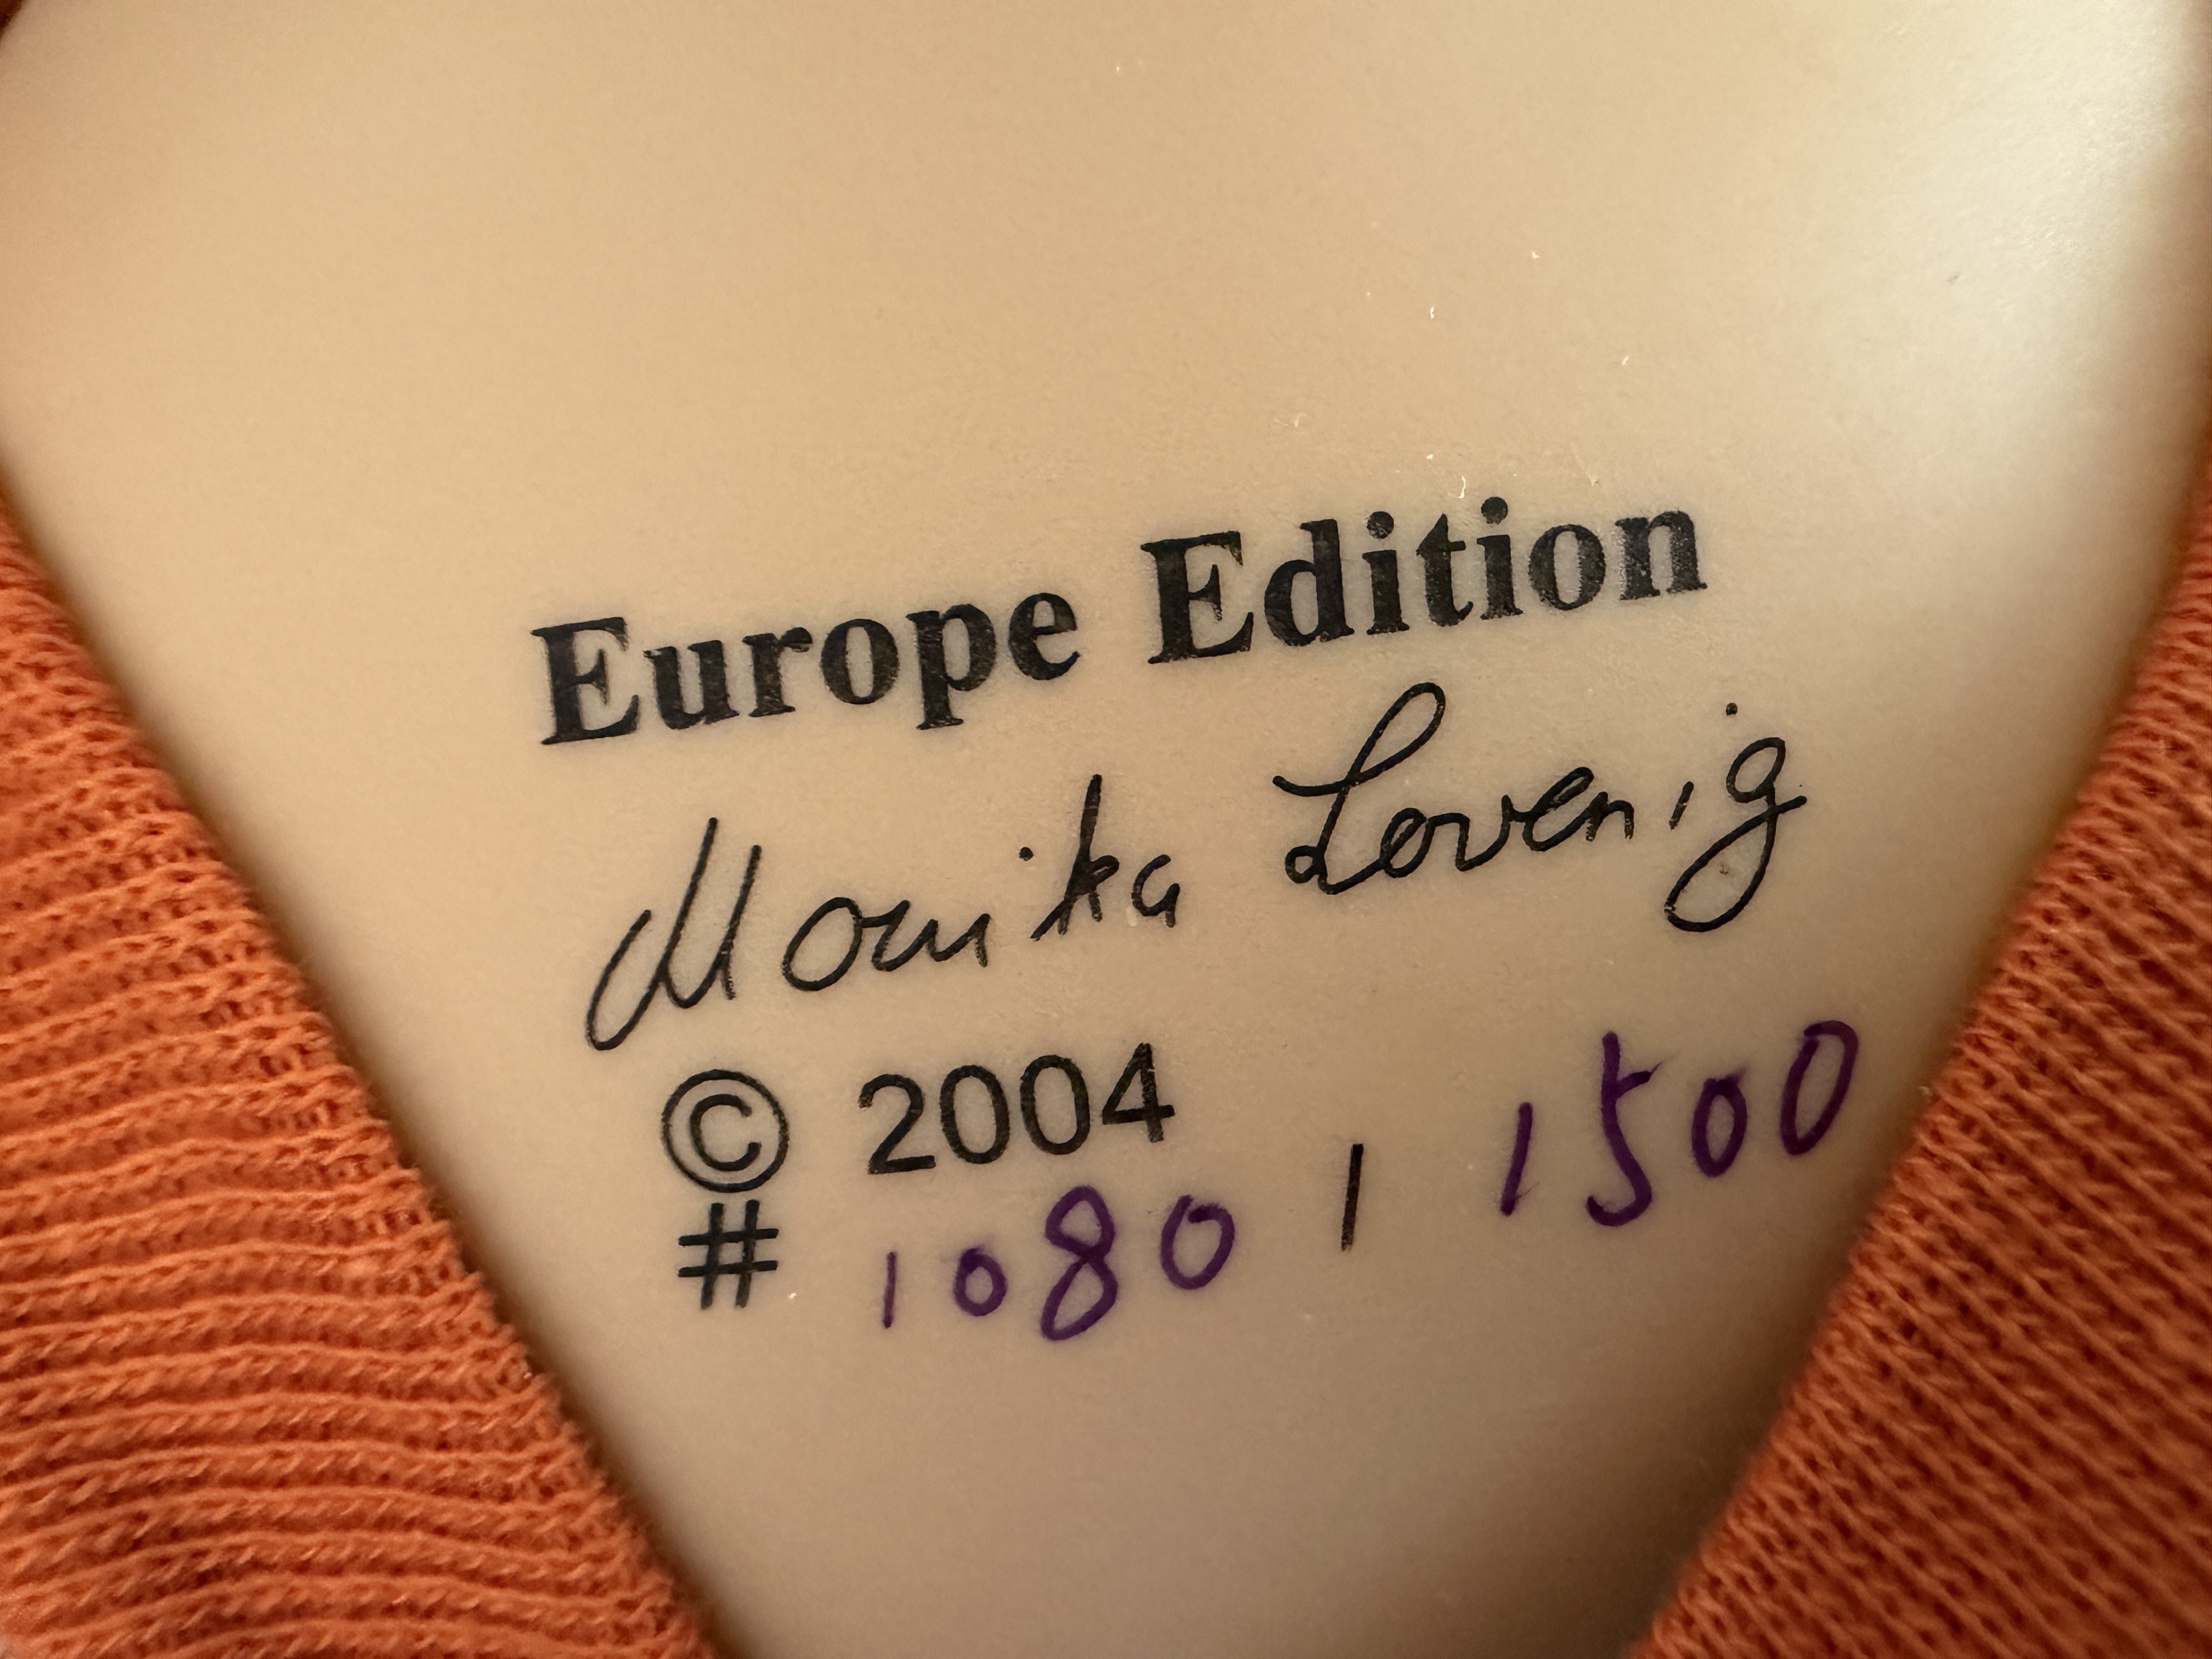 Europe Edition
Monika Levenig
© 2004
# 1080 / 1500